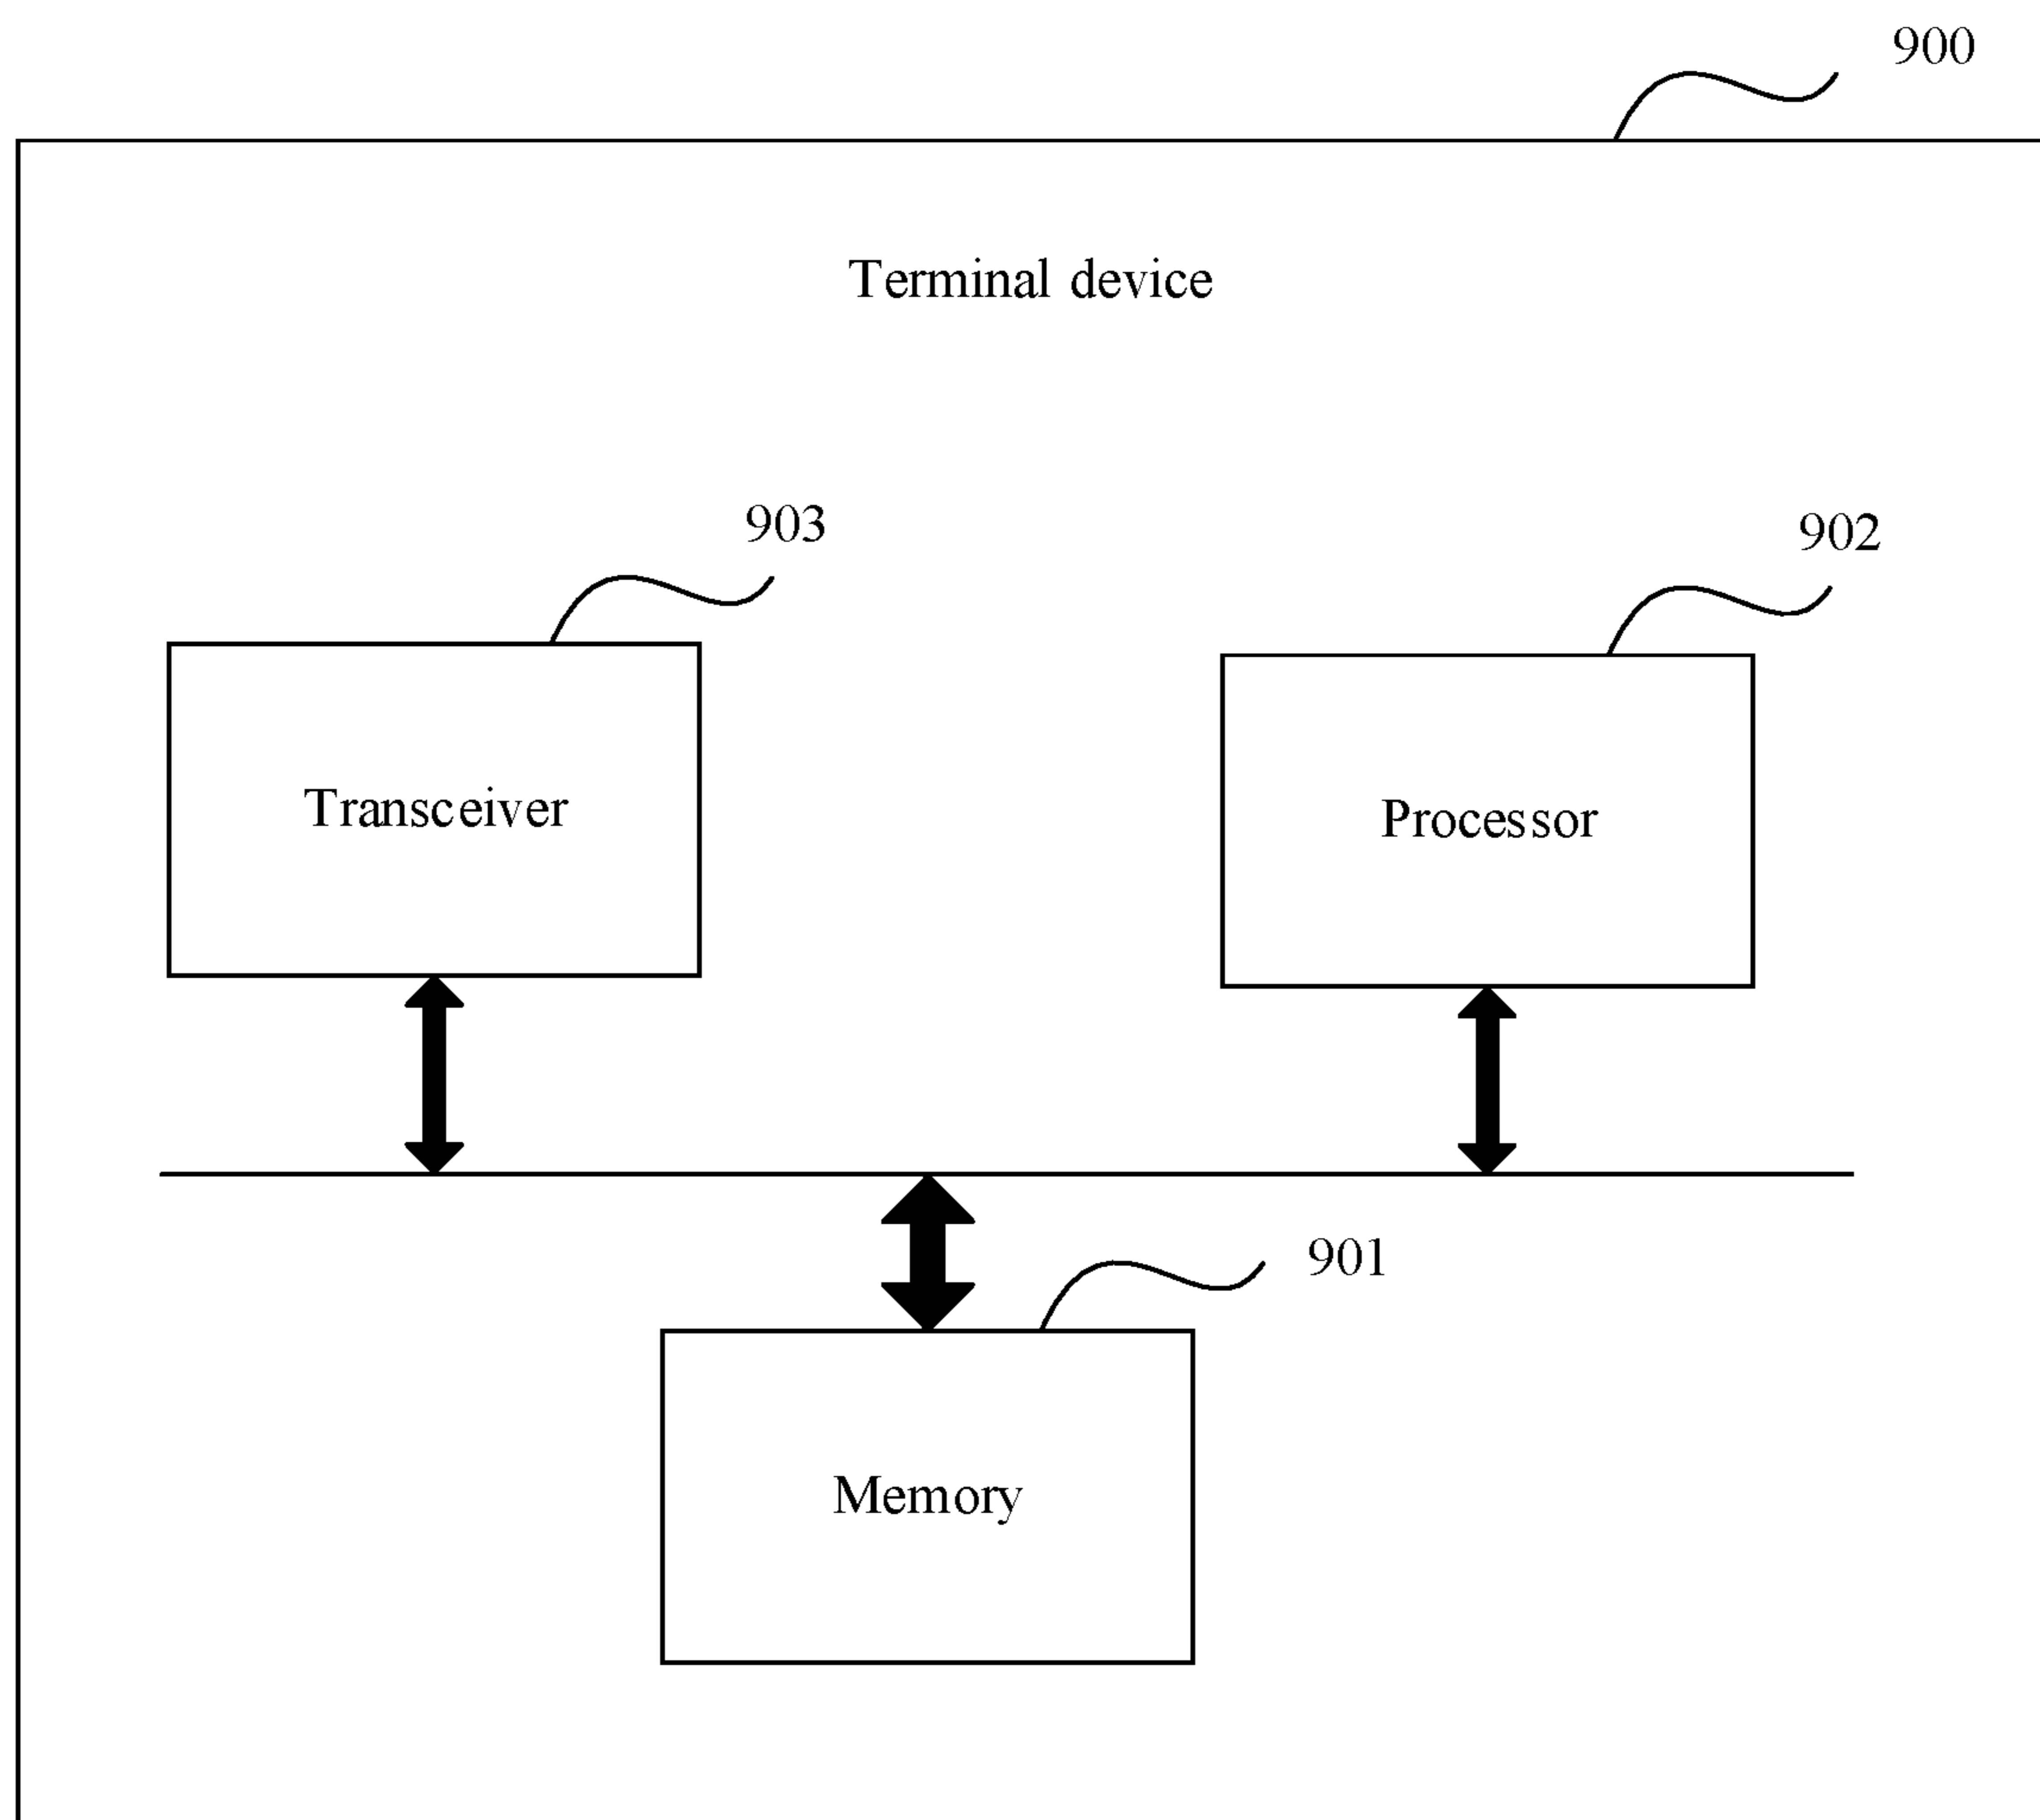 900
Terminal device
903
902
Transceiver
Processor
901
Memory